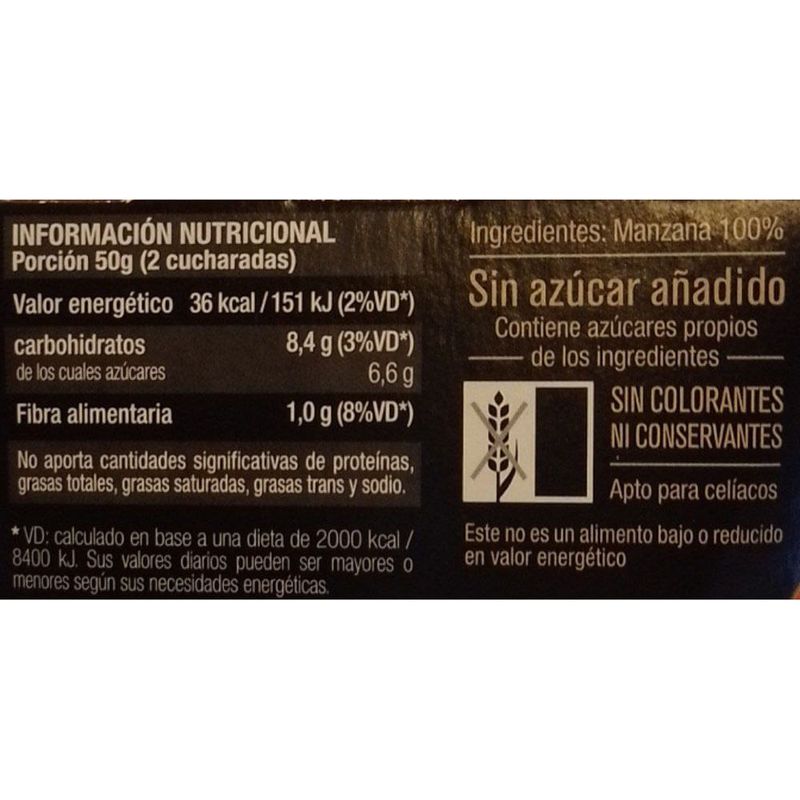 INFORMACIÓN NUTRICIONAL
Porción 50g (2 cucharadas)
Valor energético 36 kcal / 151 kJ (2%VD*)
carbohidratos 8,4 g (3%VD*)
de los cuales azúcares 6,6 g
Fibra alimentaria 1,0 g (8%VD*)
No aporta cantidades significativas de proteínas,
grasas totales, grasas saturadas, grasas trans y sodio.
* VD: calculado en base a una dieta de 2000 kcal /
8400 kJ. Sus valores diarios pueden ser mayores o
menores según sus necesidades energéticas.
Ingredientes: Manzana 100%
Sin azúcar añadido
Contiene azúcares propios
de los ingredientes
SIN COLORANTES
NI CONSERVANTES
Apto para celíacos
Este no es un alimento bajo o reducido
en valor energético